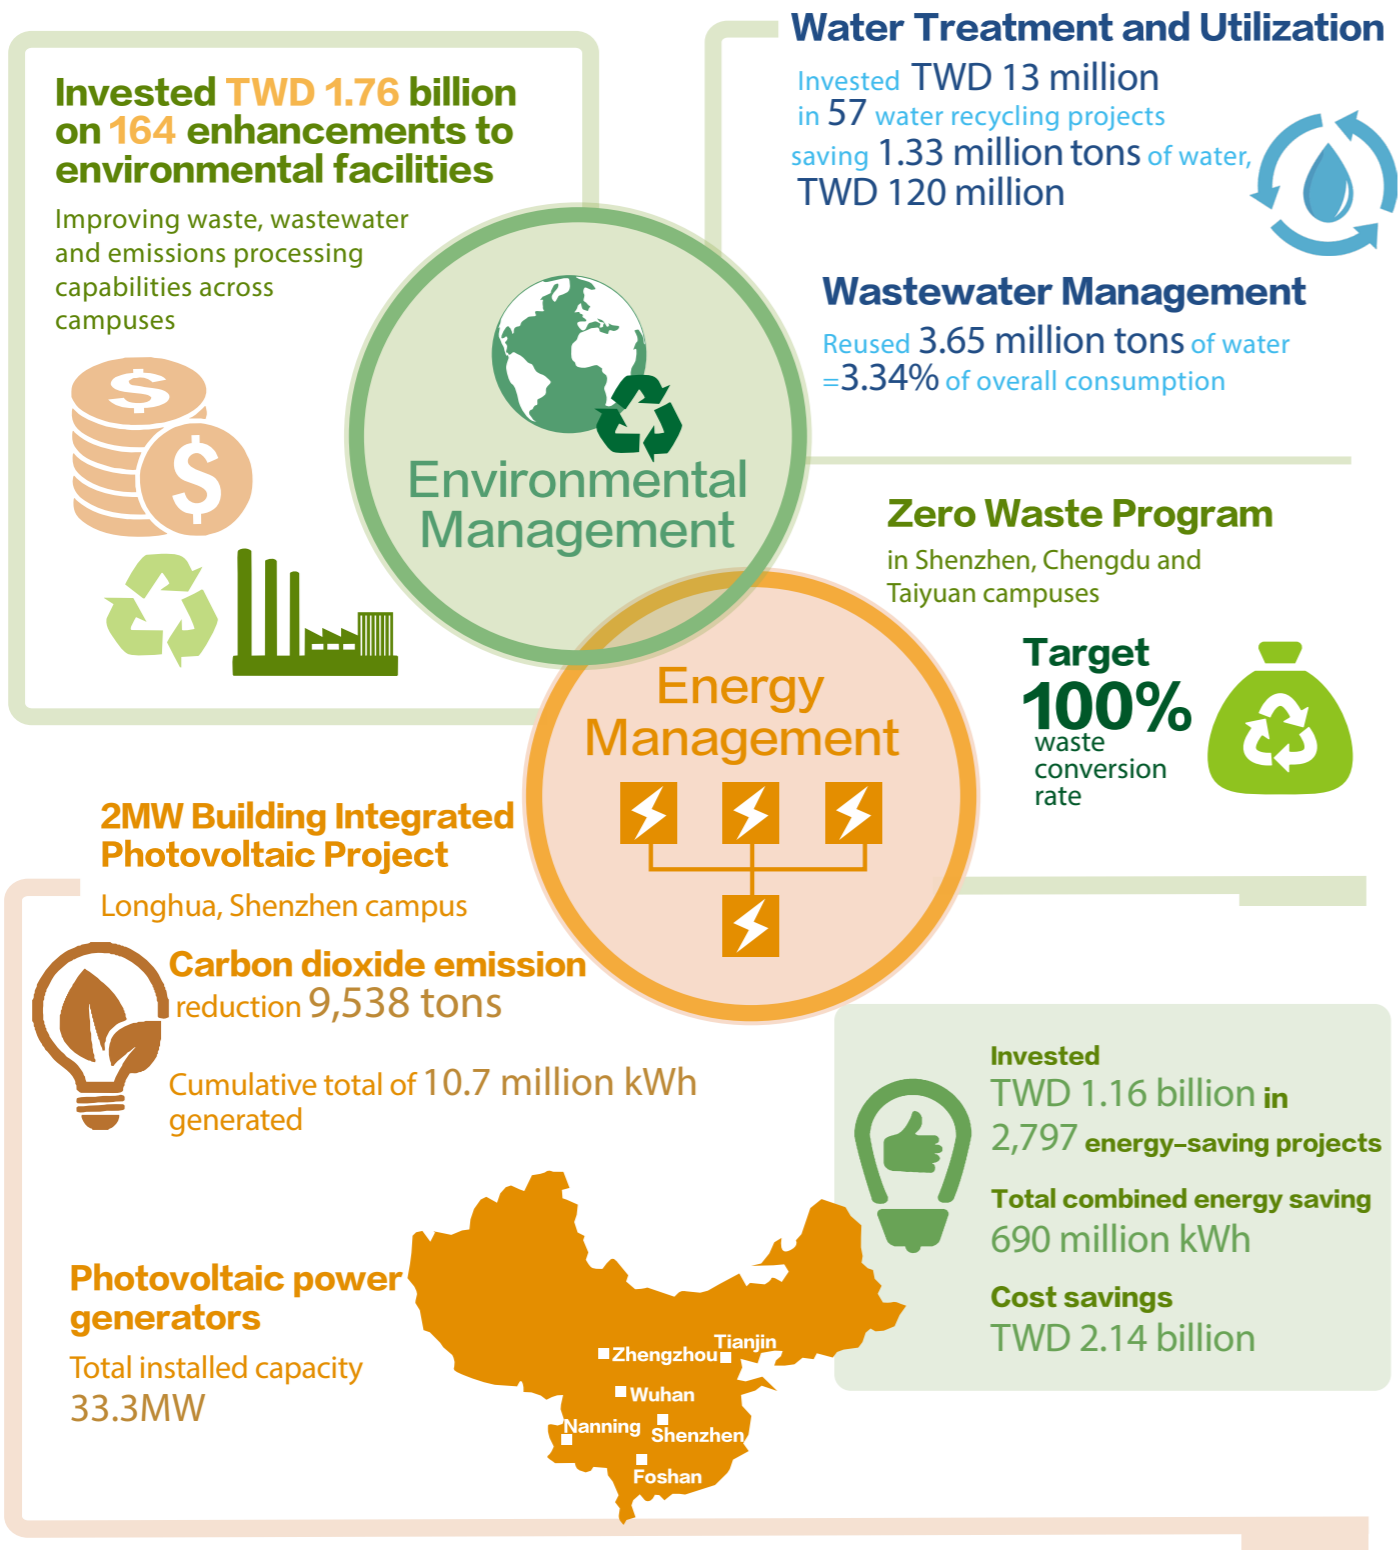 Invested TWD 1.76 billion
on 164 enhancements to
environmental facilities
Improving waste, wastewater
and emissions processing
capabilities across
campuses
Water Treatment and Utilization
Invested TWD 13 million
in 57 water recycling projects
saving 1.33 million tons of water,
TWD 120 million
Wastewater Management
Reused 3.65 million tons of water
=3.34% of overall consumption
Environmental
Management
Zero Waste Program
in Shenzhen, Chengdu and
Taiyuan campuses
Target
100%
waste
conversion
rate
Energy
Management
2MW Building Integrated
Photovoltaic Project
Longhua, Shenzhen campus
Carbon dioxide emission
reduction 9,538 tons
Cumulative total of 10.7 million kWh
generated
Invested
TWD 1.16 billion in
2,797 energy-saving projects
Total combined energy saving
690 million kWh
Cost savings
TWD 2.14 billion
Photovoltaic power
generators
Total installed capacity
33.3MW
Tianjin
Zhengzhou
Wuhan
Nanning
Shenzhen
Foshan